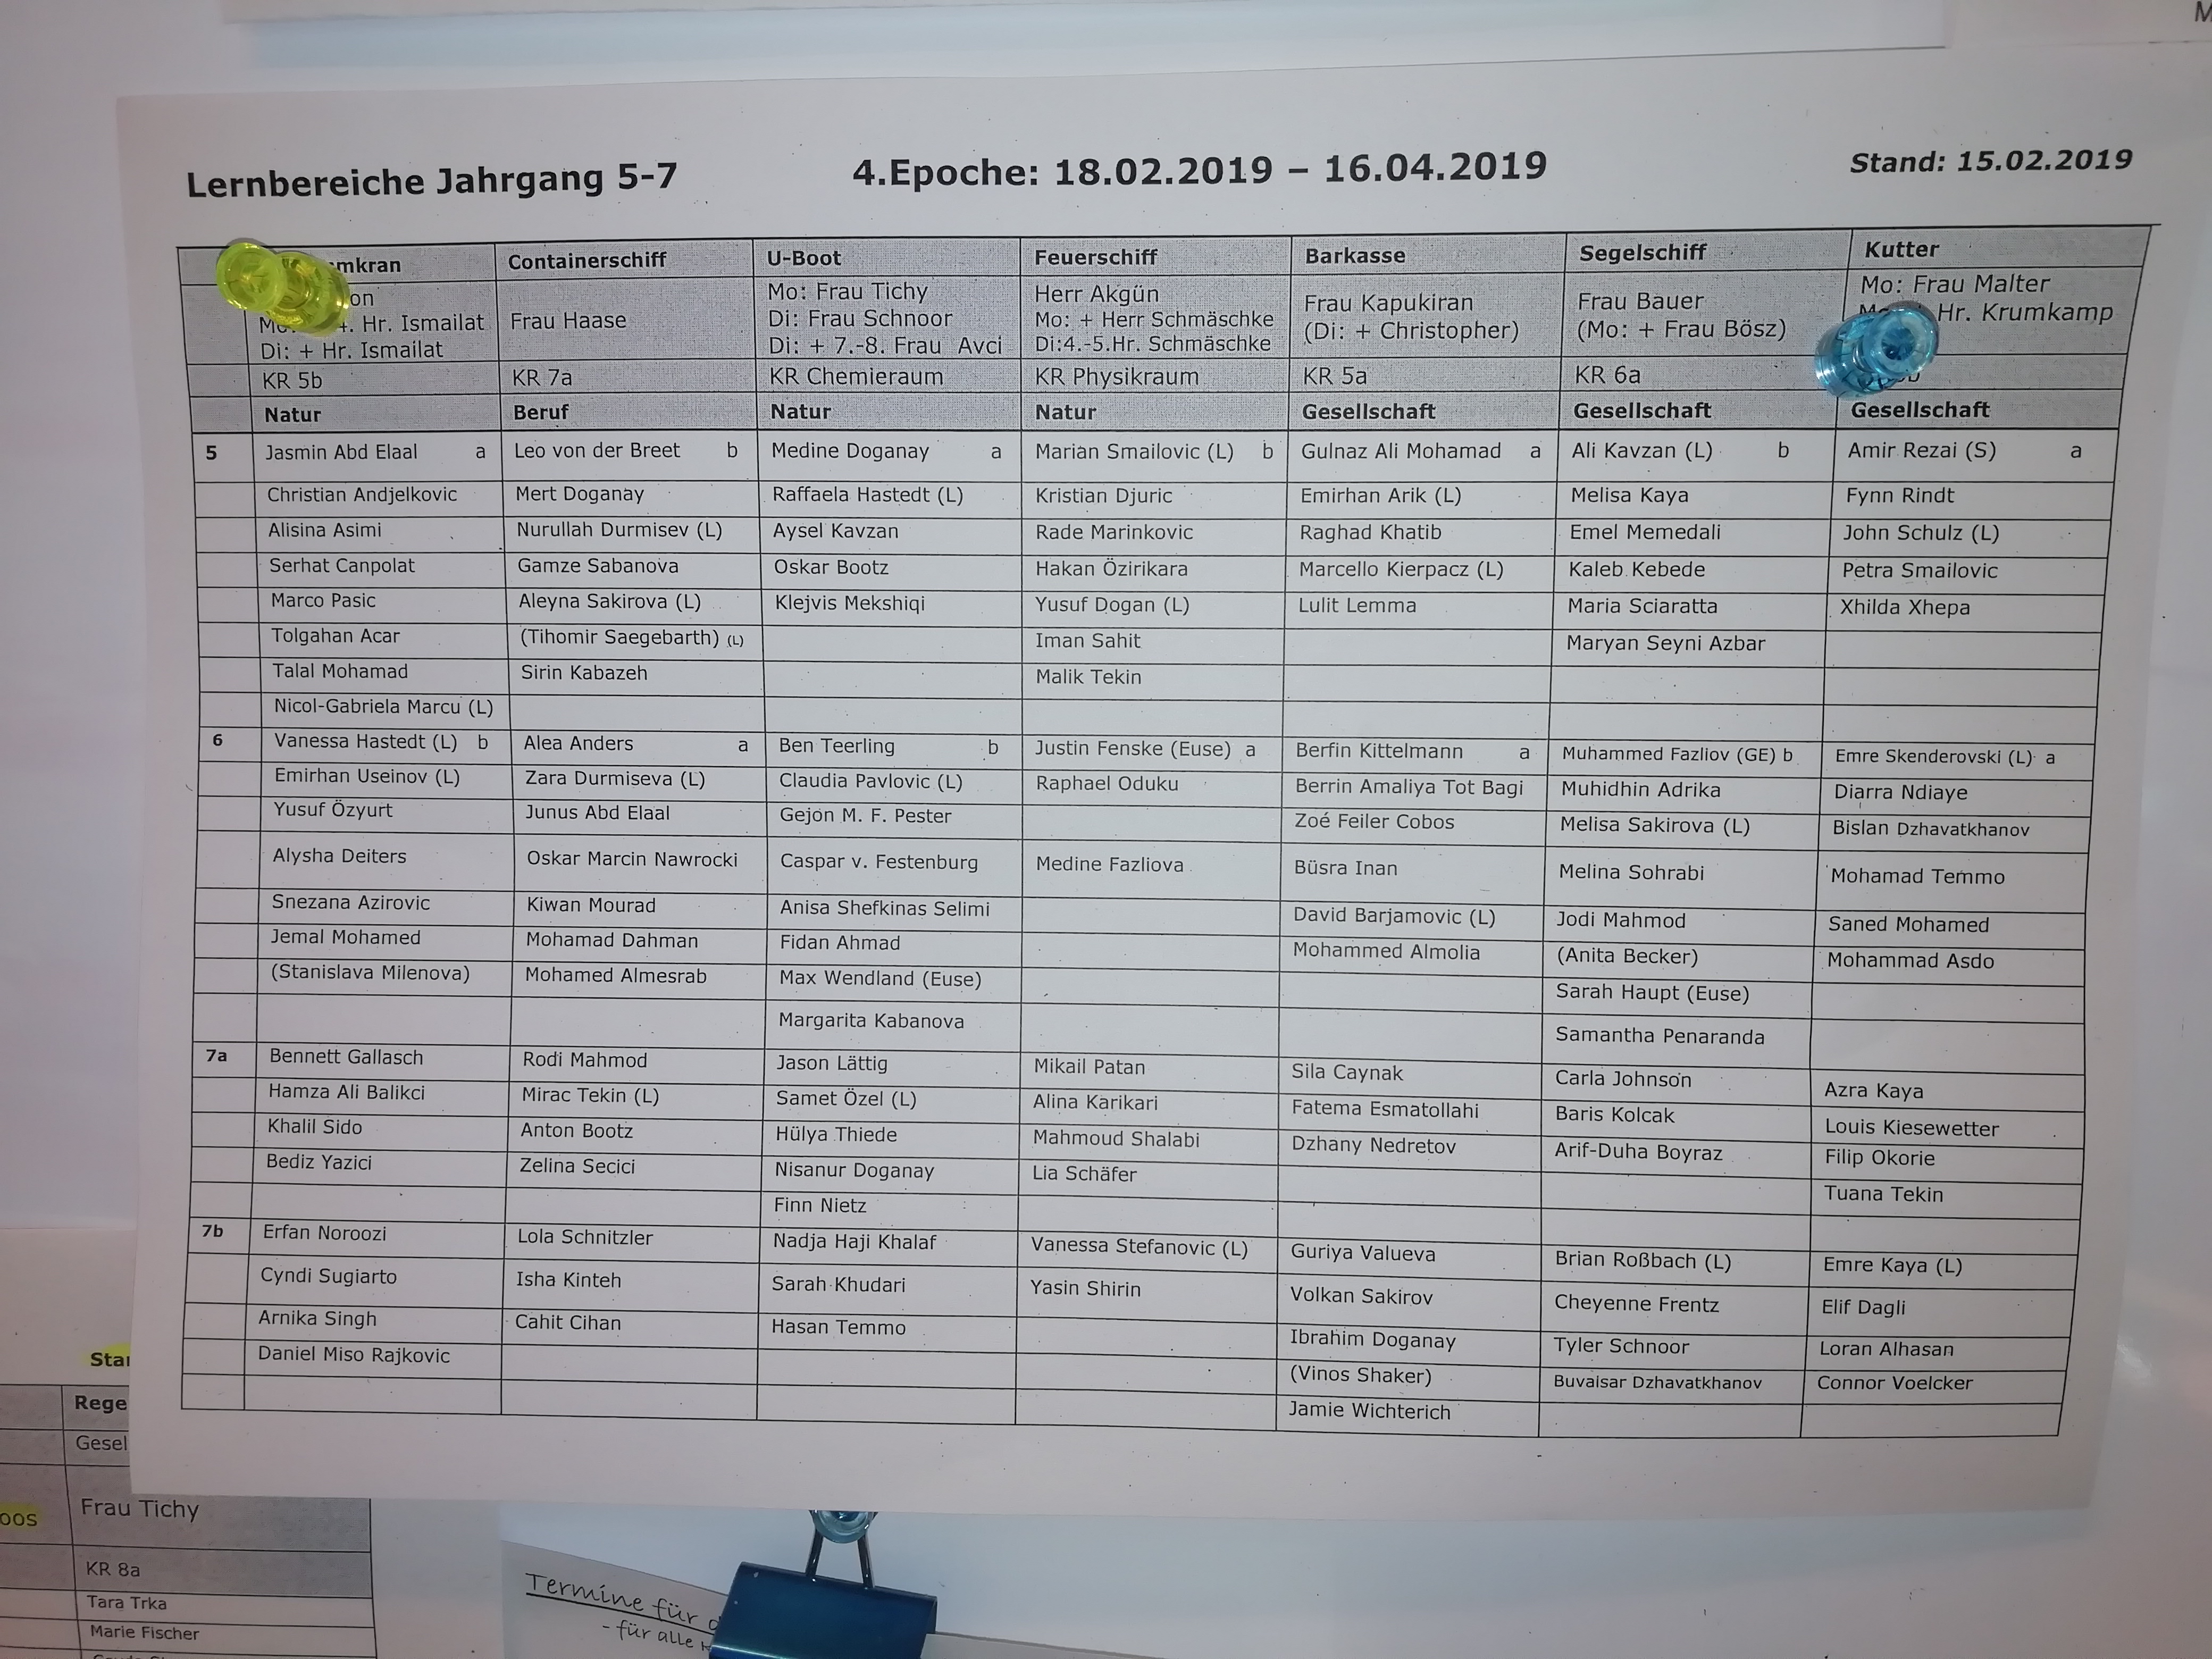 M
Lernbereiche Jahrgang 5-7 4.Epoche: 18.02.2019 – 16.04.2019 Stand: 15.02.2019
mkran Containerschiff U-Boot Feuerschiff Barkasse Segelschiff Kutter
on Mo: Frau Tichy Herr Akgün Mo: Frau Malter
Hr. Ismailat Frau Haase Di: Frau Schnoor Mo: + Herr Schmäschke Frau Kapukiran Frau Bauer Hr. Krumkamp
Di: + Hr. Ismailat Di: + 7.-8. Frau Avci Di:4.-5.Hr. Schmäschke (Di: + Christopher) (Mo: + Frau Bösz)
KR 5b KR 7a KR Chemieraum KR Physikraum KR 5a KR 6a
Natur Beruf Natur Natur Gesellschaft Gesellschaft Gesellschaft
5 Jasmin Abd Elaal a Leo von der Breet b Medine Doganay a Marian Smailovic (L) b Gulnaz Ali Mohamad a Ali Kavzan (L) b Amir Rezai (S) a
Christian Andjelkovic Mert Doganay Raffaela Hastedt (L) Kristian Djuric Emirhan Arik (L) Melisa Kaya Fynn Rindt
Alisina Asimi Nurullah Durmisev (L) Aysel Kavzan Rade Marinkovic Raghad Khatib Emel Memedali John Schulz (L)
Serhat Canpolat Gamze Sabanova Oskar Bootz Hakan Özirikara Marcello Kierpacz (L) Kaleb Kebede Petra Smailovic
Marco Pasic Aleyna Sakirova (L) Klejvis Mekshiqi Yusuf Dogan (L) Lulit Lemma Maria Sciaratta Xhilda Xhepa
Tolgahan Acar (Tihomir Saegebarth) (L) Iman Sahit Maryan Seyni Azbar
Talal Mohamad Sirin Kabazeh Malik Tekin
Nicol-Gabriela Marcu (L)
6 Vanessa Hastedt (L) b Alea Anders a Ben Teerling b Justin Fenske (Euse) a Berfin Kittelmann a Muhammed Fazliov (GE) b Emre Skenderovski (L) a
Emirhan Useinov (L) Zara Durmiseva (L) Claudia Pavlovic (L) Raphael Oduku Berrin Amaliya Tot Bagi Muhidhin Adrika Diarra Ndiaye
Yusuf Özyurt Junus Abd Elaal Gejon M. F. Pester Zoé Feiler Cobos Melisa Sakirova (L) Bislan Dzhavatkhanov
Alysha Deiters Oskar Marcin Nawrocki Caspar v. Festenburg Medine Fazliova Büsra Inan Melina Sohrabi Mohamad Temmo
Snezana Azirovic Kiwan Mourad Anisa Shefkinas Selimi David Barjamovic (L) Jodi Mahmod Saned Mohamed
Jemal Mohamed Mohamad Dahman Fidan Ahmad Mohammed Almolia (Anita Becker) Mohammad Asdo
(Stanislava Milenova) Mohamed Almesrab Max Wendland (Euse) Sarah Haupt (Euse)
Margarita Kabanova Samantha Penaranda
7a Bennett Gallasch Rodi Mahmod Jason Lättig Mikail Patan Sila Caynak Carla Johnson Azra Kaya
Hamza Ali Balikci Mirac Tekin (L) Samet Özel (L) Alina Karikari Fatema Esmatollahi Baris Kolcak Louis Kiesewetter
Khalil Sido Anton Bootz Hülya Thiede Mahmoud Shalabi Dzhany Nedretov Arif-Duha Boyraz Filip Okorie
Bediz Yazici Zelina Secici Nisanur Doganay Lia Schäfer Tuana Tekin
Finn Nietz
7b Erfan Noroozi Lola Schnitzler Nadja Haji Khalaf Vanessa Stefanovic (L) Guriya Valueva Brian Roßbach (L) Emre Kaya (L)
Cyndi Sugiarto Isha Kinteh Sarah Khudari Yasin Shirin Volkan Sakirov Cheyenne Frentz Elif Dagli
Arnika Singh Cahit Cihan Hasan Temmo Ibrahim Doganay Tyler Schnoor Loran Alhasan
Daniel Miso Rajkovic (Vinos Shaker) Buvaisar Dzhavatkhanov Connor Voelcker
Jamie Wichterich
Star
Rege
Gesel
oos Frau Tichy
KR 8a
Tara Trka
Marie Fischer
Termine für
- für alle